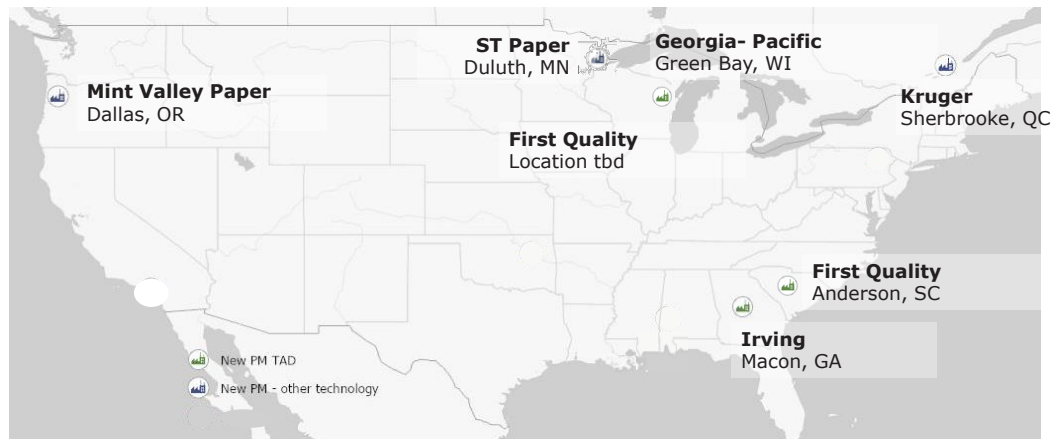 ST Paper
Duluth, MN
Georgia- Pacific
Green Bay, WI
Mint Valley Paper
Dallas, OR
Kruger
Sherbrooke, QC
First Quality
Location tbd
First Quality
Anderson, SC
Irving
Macon, GA
New PM TAD
New PM - other technology